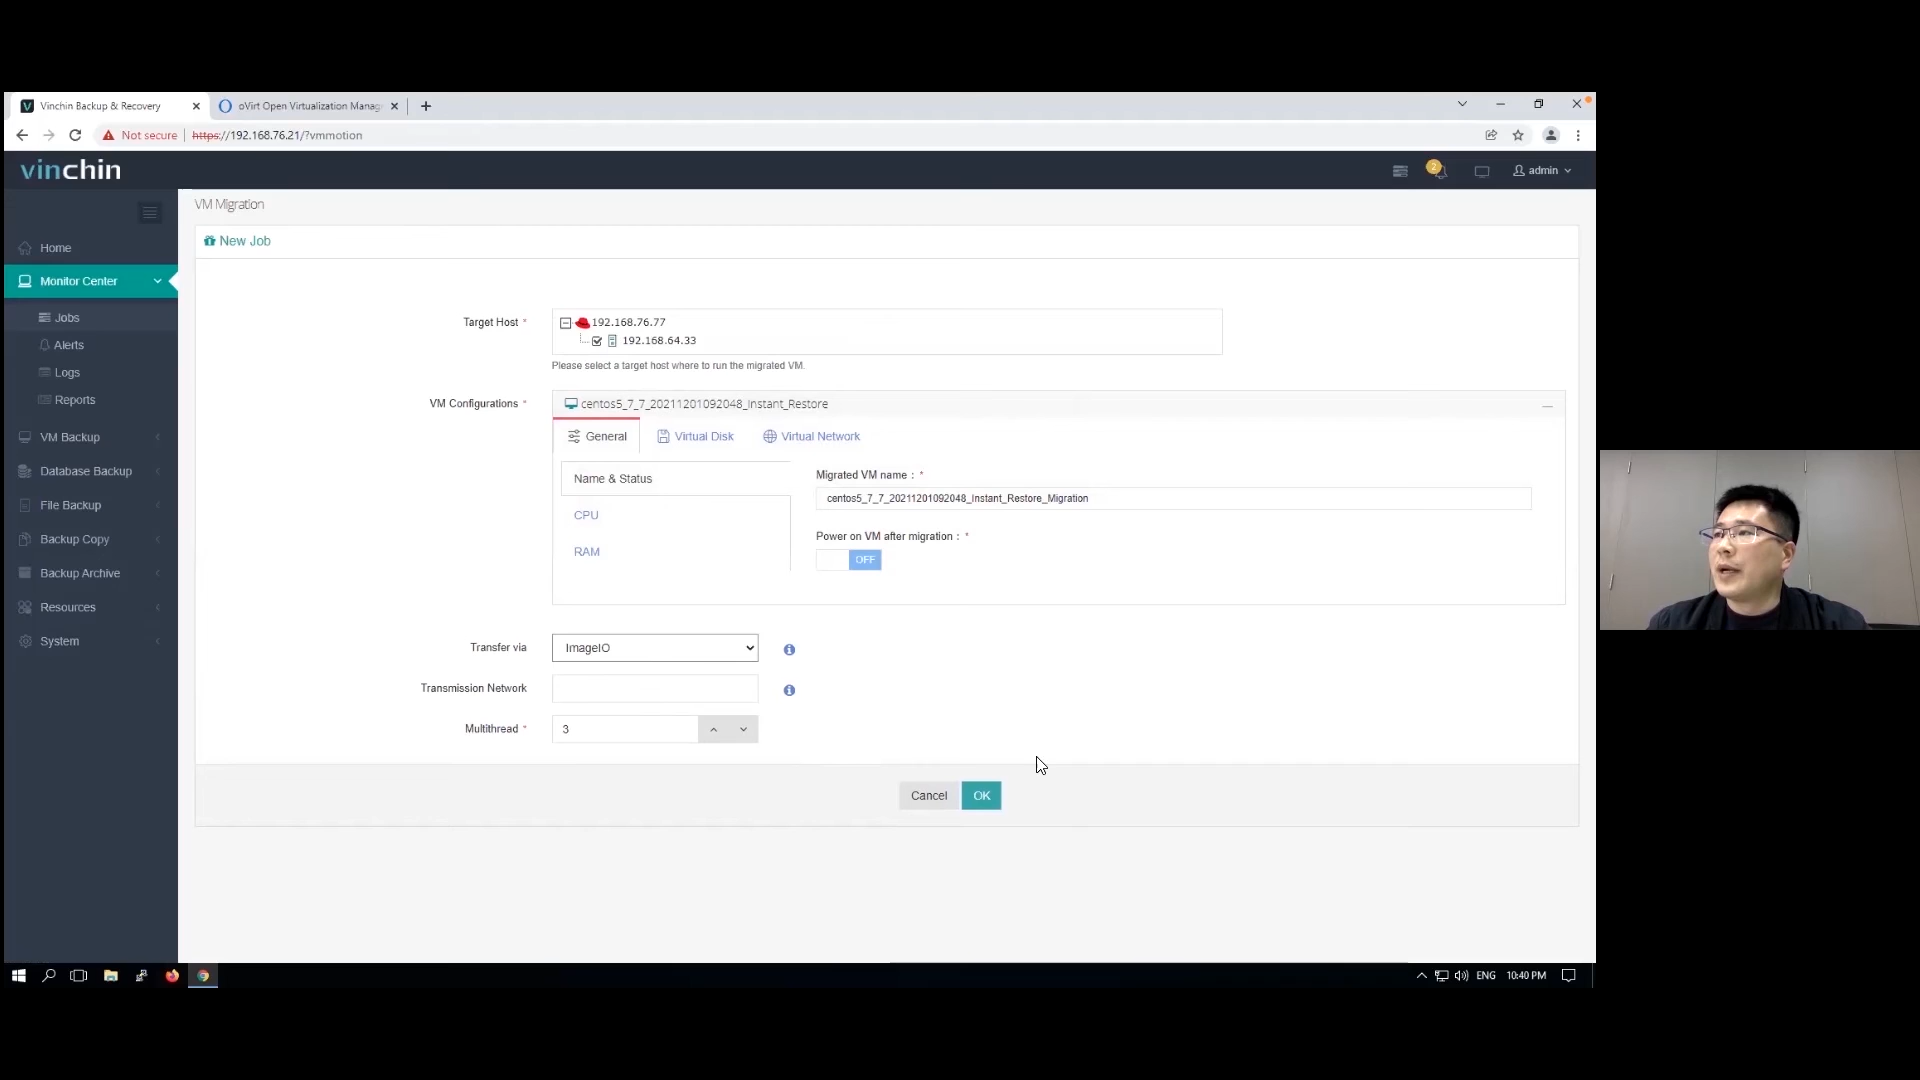 Vinchin Backup & Recovery
oVirt Open Virtualization Manag
Not secure
https://192.168.76.21/?vmmotion
vinchin
2
admin
VM Migration
New Job
Home
Monitor Center
Jobs
Alerts
Logs
Reports
VM Backup
Database Backup
File Backup
Backup Copy
Backup Archive
Resources
System
Target Host *
192.168.76.77
192.168.64.33
Please select a target host where to run the migrated VM.
VM Configurations *
centos5_7_7_20211201092048_Instant_Restore
General
Virtual Disk
Virtual Network
Name & Status
CPU
RAM
Migrated VM name : *
centos5_7_7_20211201092048_Instant_Restore_Migration
Power on VM after migration : *
OFF
Transfer via
ImageIO
Transmission Network
Multithread *
3
Cancel
OK
ENG
10:40 PM